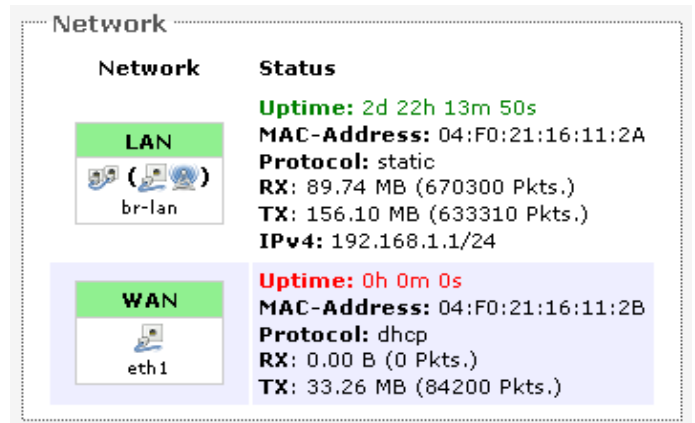 Network
Network Status
LAN
( )
br-lan
Uptime: 2d 22h 13m 50s
MAC-Address: 04:F0:21:16:11:2A
Protocol: static
RX: 89.74 MB (670300 Pkts.)
TX: 156.10 MB (633310 Pkts.)
IPv4: 192.168.1.1/24
WAN
eth1
Uptime: 0h 0m 0s
MAC-Address: 04:F0:21:16:11:2B
Protocol: dhcp
RX: 0.00 B (0 Pkts.)
TX: 33.26 MB (84200 Pkts.)